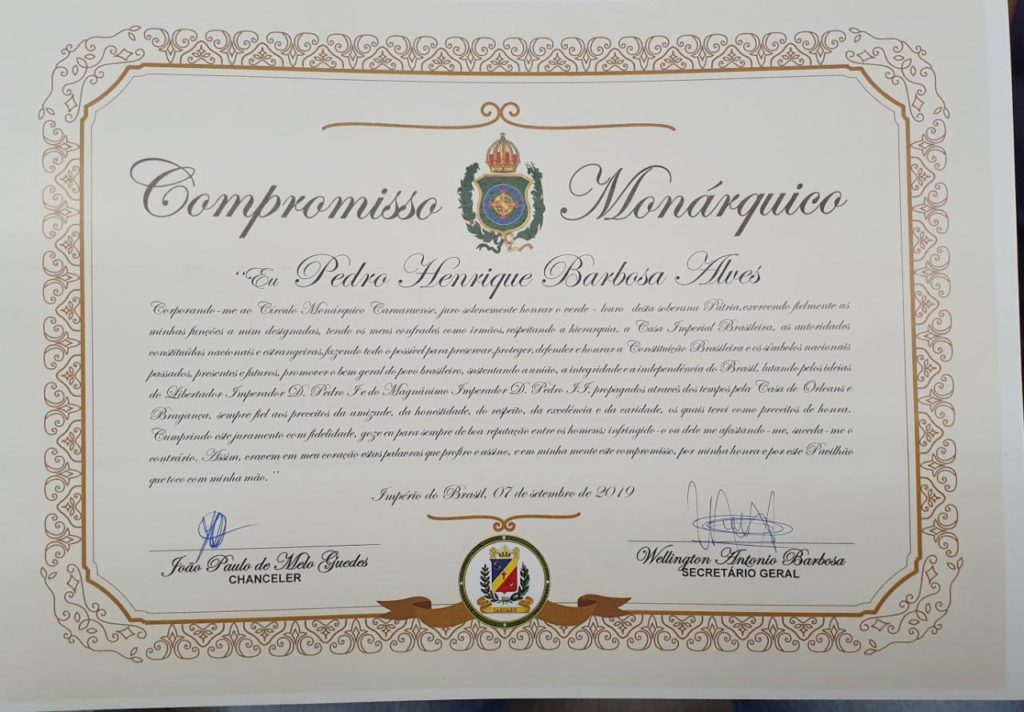 Compromisso Monárquico
"Eu Pedro Henrique Barbosa Alves
Corporando-me ao Círculo Monárquico Caruaruense, juro solenemente honrar o verde - louro desta soberana Pátria, exercendo fielmente as
minhas funções a mim designadas, tendo os meus confrades como irmãos, respeitando a hierarquia, a Casa Imperial Brasileira, as autoridades
constituídas nacionais e estrangeiras, fazendo todo o possível para preservar, proteger, defender e honrar a Constituição Brasileira e os símbolos nacionais
passados, presentes e futuros, promover o bem geral do povo brasileiro, sustentando a união, a integridade e a independência do Brasil, lutando pelos ideias
do Libertador Imperador D. Pedro I e do Magnânimo Imperador D. Pedro II, propagados através dos tempos pela Casa de Orleans e
Bragança, sempre fiel aos preceitos da amizade, da honestidade, do respeito, da excelência e da caridade, os quais terei como preceitos de honra.
Cumprindo este juramento com fidelidade, goze eu para sempre de boa reputação entre os homens; infringindo-o ou dele me afastando-me, suceda-me o
contrário. Assim, cravem em meu coração estas palavras que profiro e assino, e em minha mente este compromisso, por minha honra e por este Pavilhão
que toco com minha mão."
Império do Brasil, 07 de setembro de 2019
João Paulo de Melo Guedes
CHANCELER
Wellington Antonio Barbosa
SECRETÁRIO GERAL
CARUARU